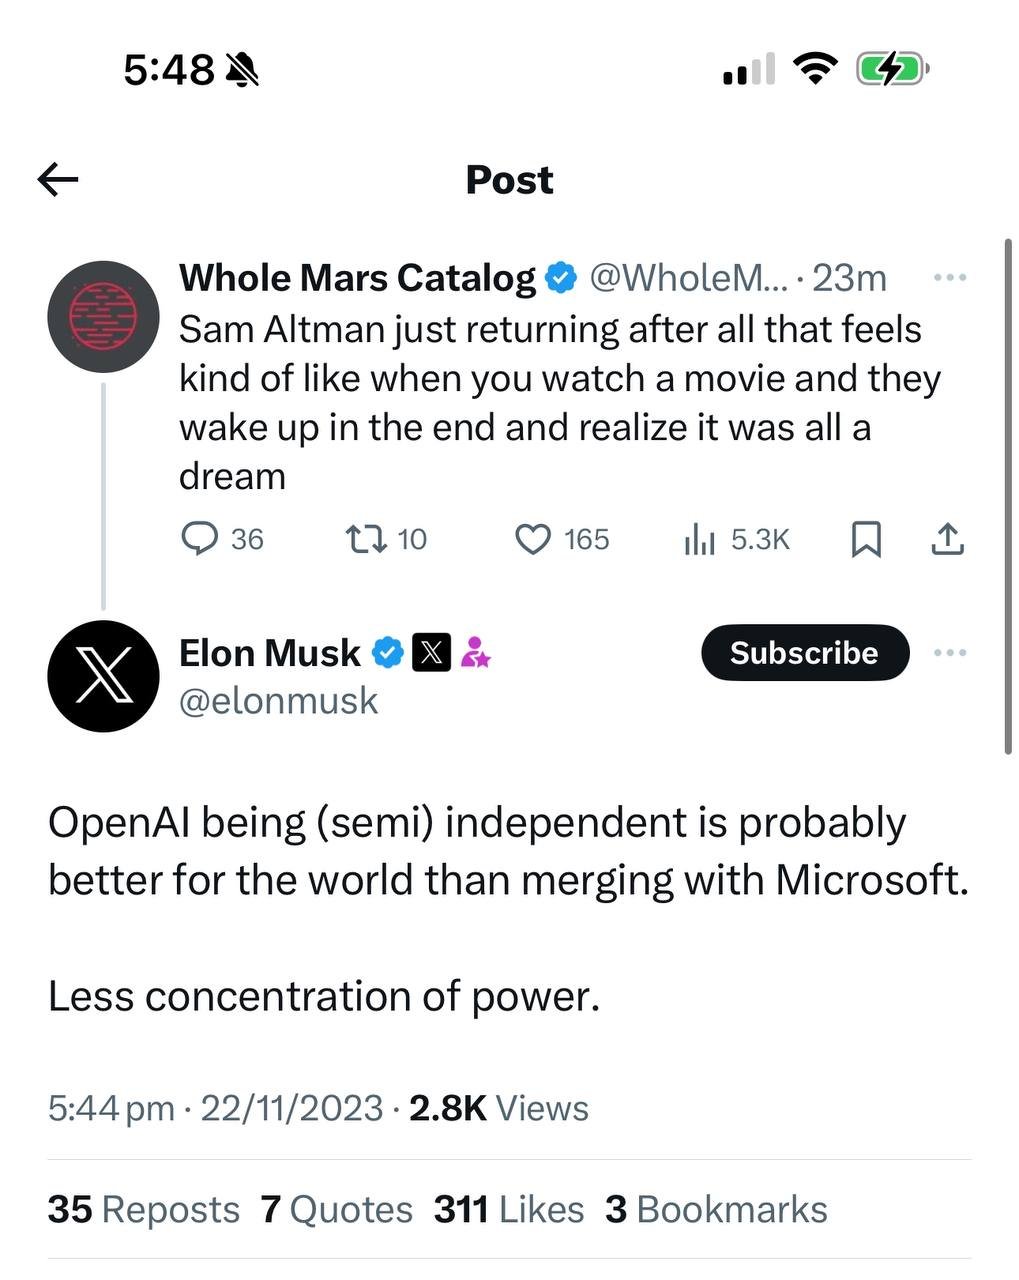 5:48
Post
Whole Mars Catalog @WholeM... · 23m
Sam Altman just returning after all that feels
kind of like when you watch a movie and they
wake up in the end and realize it was all a
dream
36 10 165 5.3K
Elon Musk
Subscribe
@elonmusk
OpenAI being (semi) independent is probably
better for the world than merging with Microsoft.
Less concentration of power.
5:44 pm · 22/11/2023 · 2.8K Views
35 Reposts 7 Quotes 311 Likes 3 Bookmarks